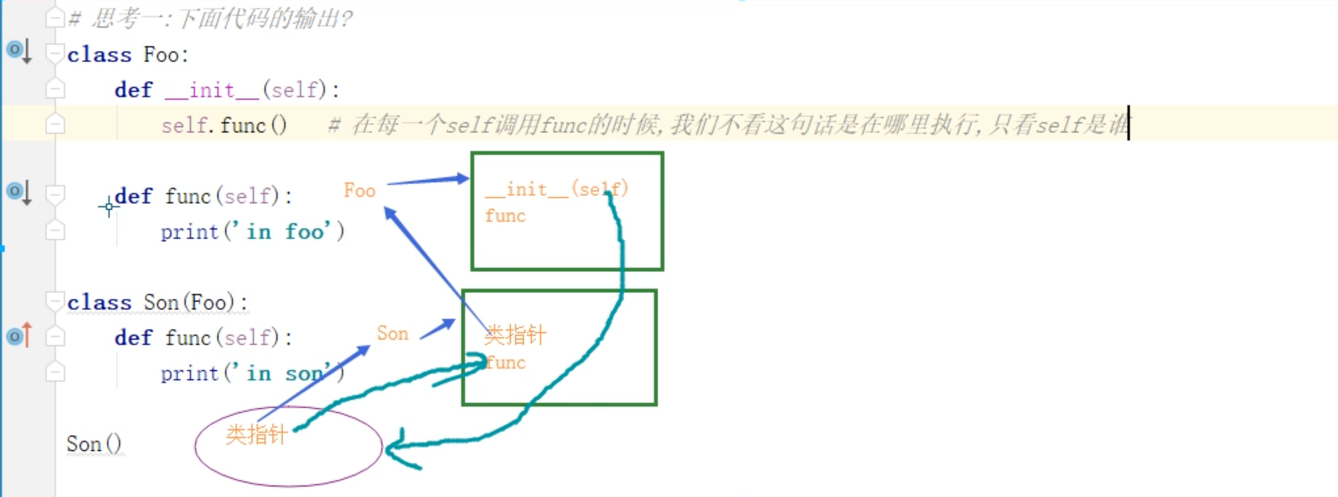 # 思考一:下面代码的输出?
class Foo:
def __init__(self):
self.func() # 在每一个self调用func的时候,我们不看这句话是在哪里执行,只看self是谁
def func(self):
print('in foo')
Foo
__init__(self)
func
class Son(Foo):
def func(self):
print('in son')
Son
类指针
func
Son()
类指针